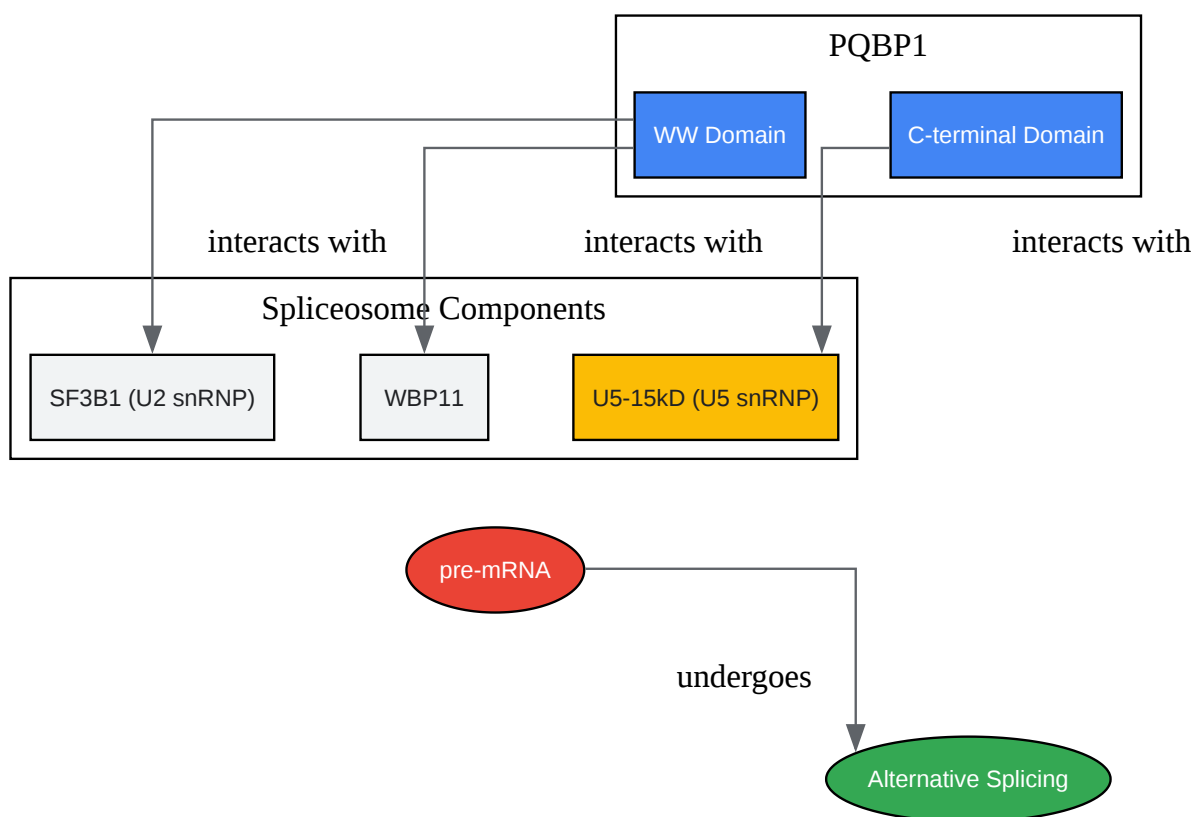 PQBP1
WW Domain
C-terminal Domain
interacts with
interacts with
interacts with
Spliceosome Components
SF3B1 (U2 snRNP)
WBP11
U5-15kD (U5 snRNP)
pre-mRNA
undergoes
Alternative Splicing